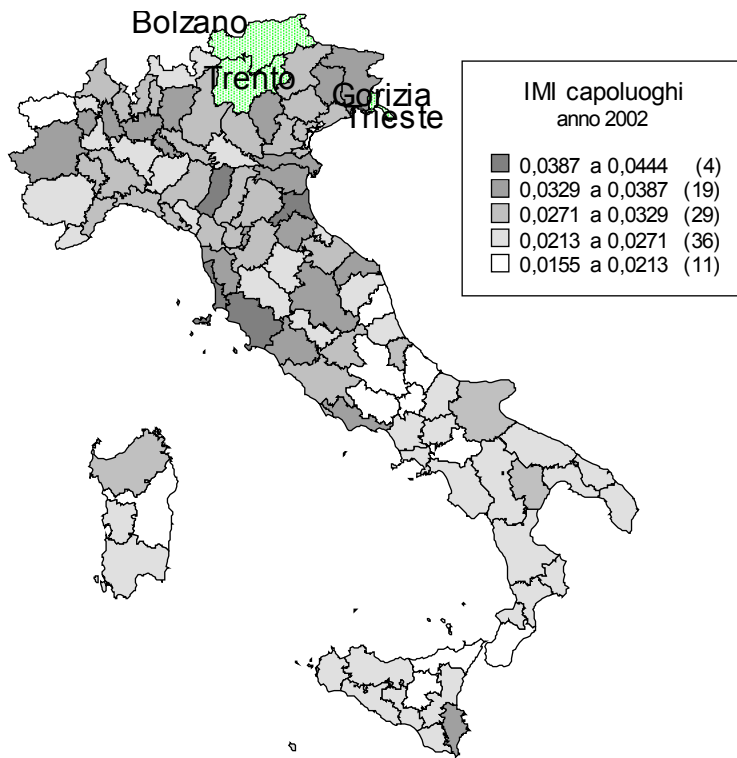 Bolzano
Trento
Gorizia
Trieste
IMI capoluoghi
anno 2002
0,0387 a 0,0444 (4)
0,0329 a 0,0387 (19)
0,0271 a 0,0329 (29)
0,0213 a 0,0271 (36)
0,0155 a 0,0213 (11)